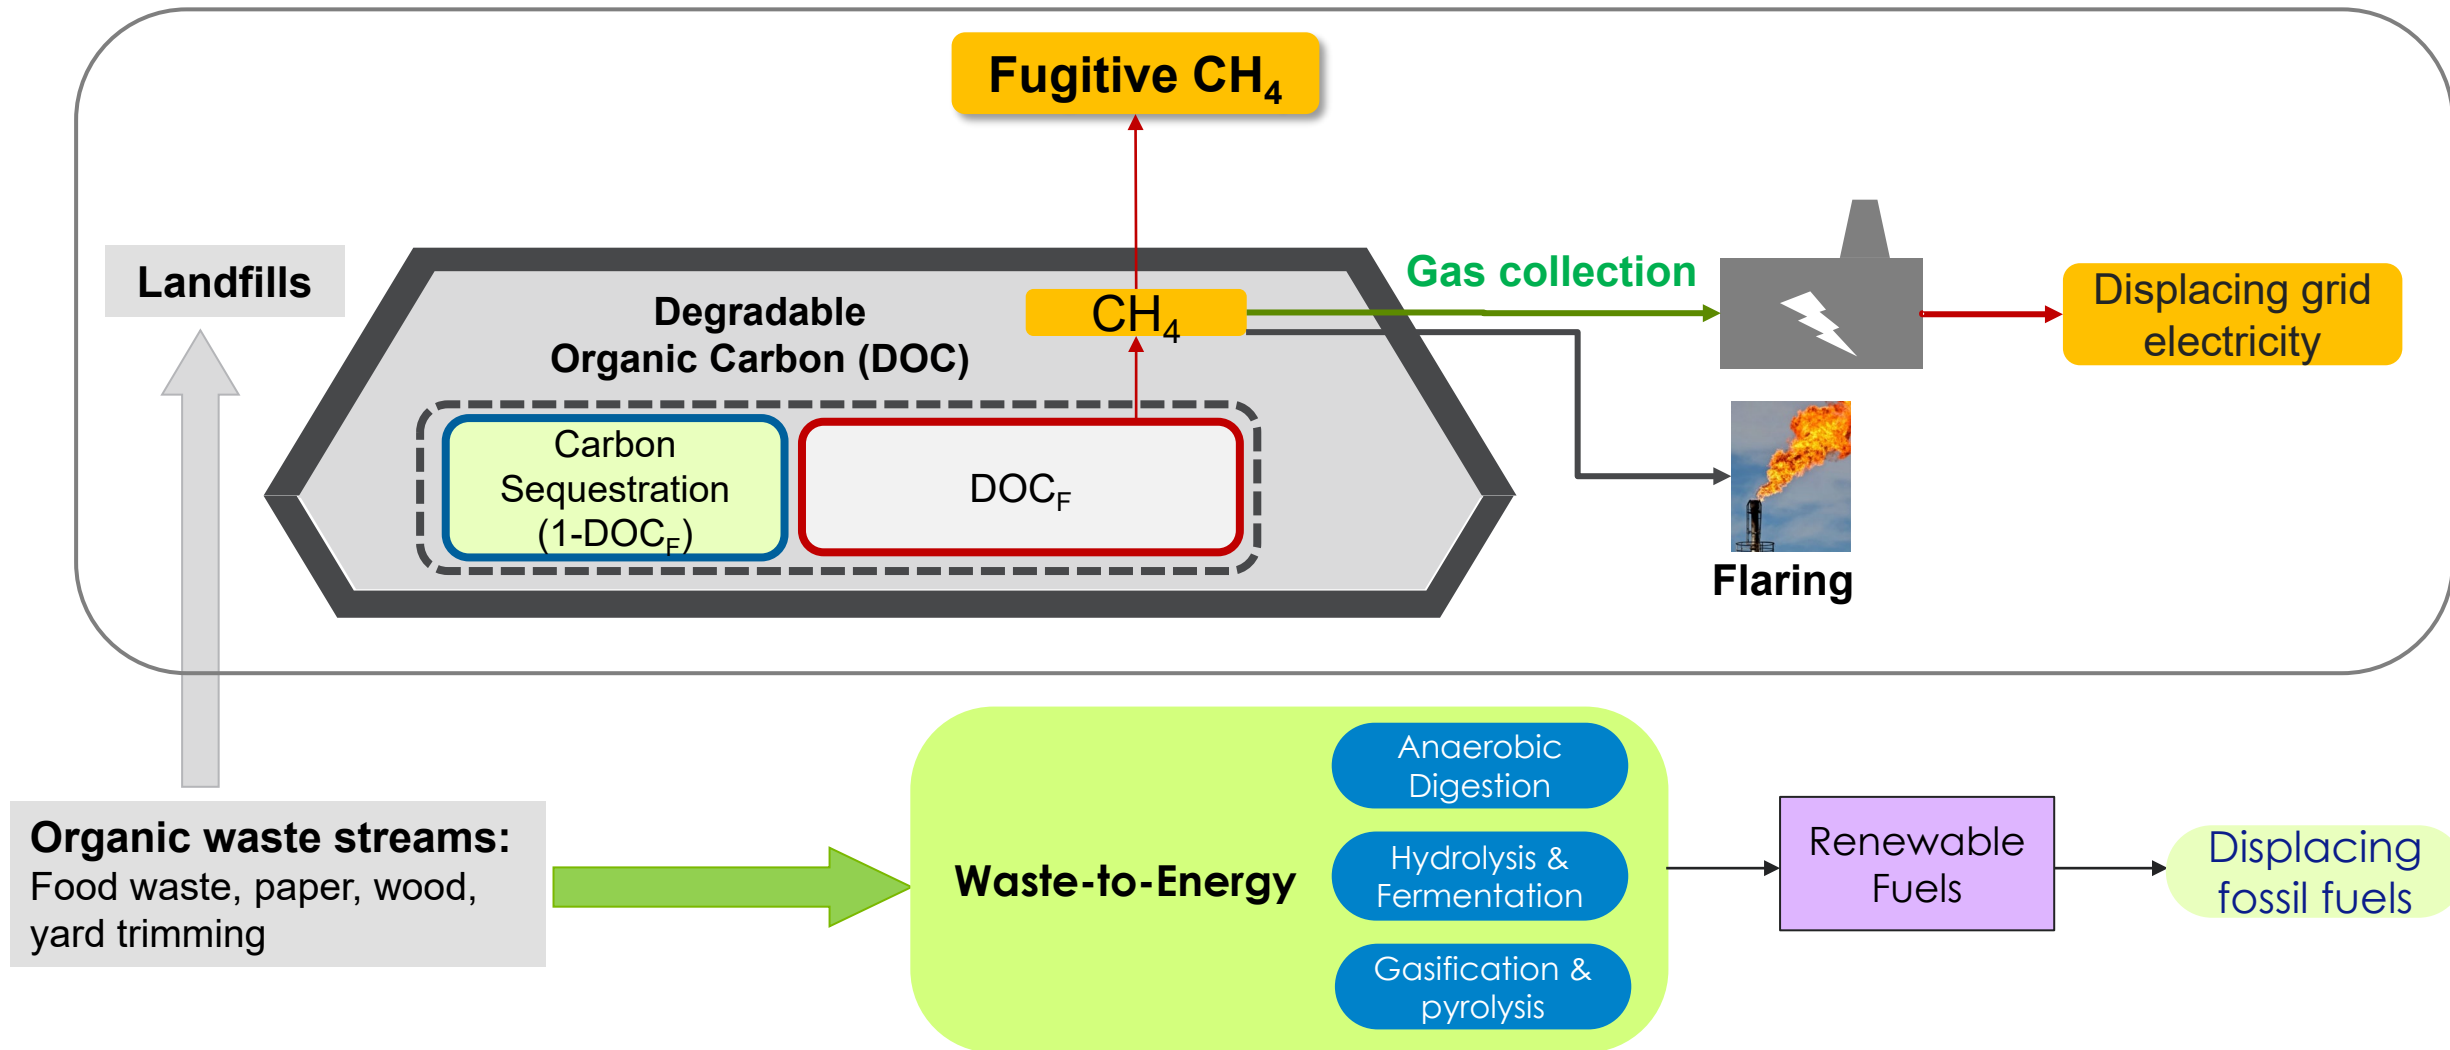 Fugitive CH₄
Landfills
Degradable
Organic Carbon (DOC)
CH₄
Gas collection
Displacing grid
electricity
Carbon
Sequestration
(1-DOC_F)
DOC_F
Flaring
Organic waste streams:
Food waste, paper, wood,
yard trimming
Waste-to-Energy
Anaerobic
Digestion
Hydrolysis &
Fermentation
Gasification &
pyrolysis
Renewable
Fuels
Displacing
fossil fuels